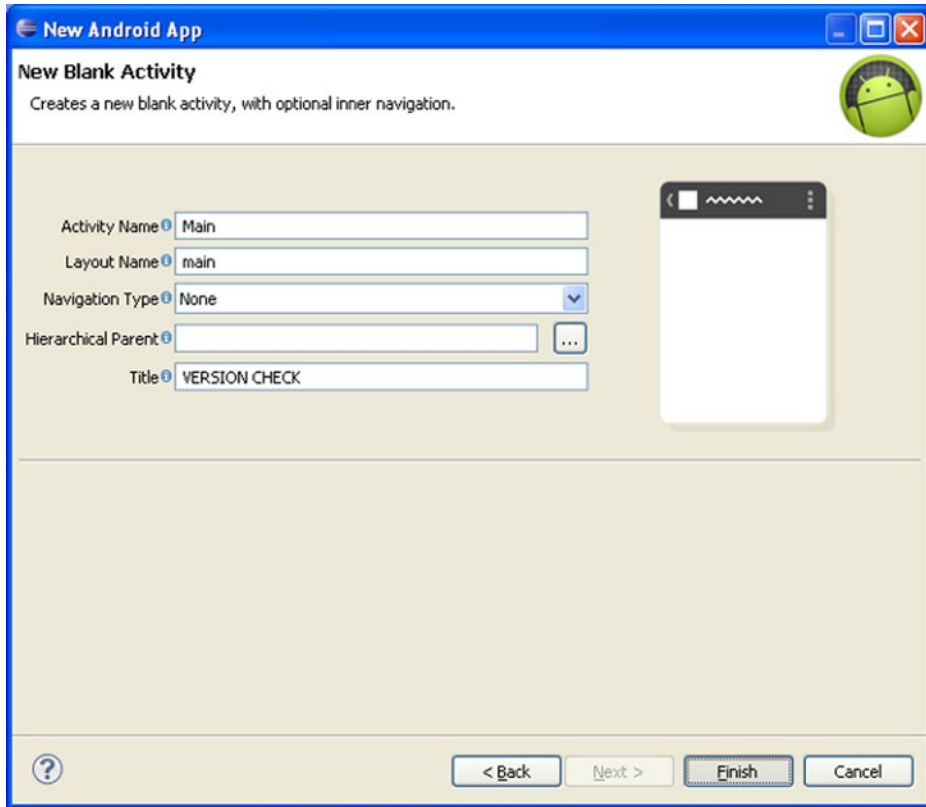 New Android App
New Blank Activity
Creates a new blank activity, with optional inner navigation.
Activity Name Main
Layout Name main
Navigation Type None
Hierarchical Parent ...
Title VERSION CHECK
< Back Next > Finish Cancel